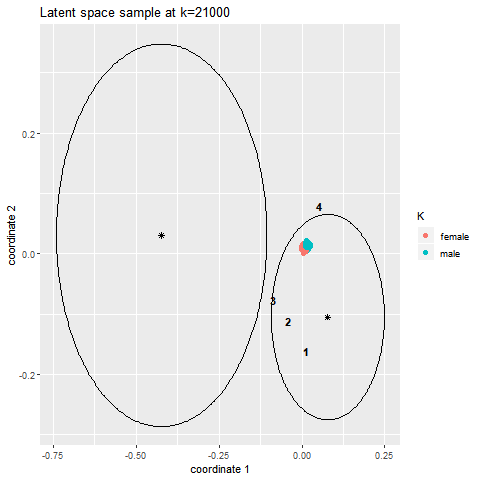 Latent space sample at k=21000
coordinate 2
0.2
0.0
-0.2
4
3
2
1
-0.75
-0.50
-0.25
0.00
0.25
coordinate 1
K
female
male